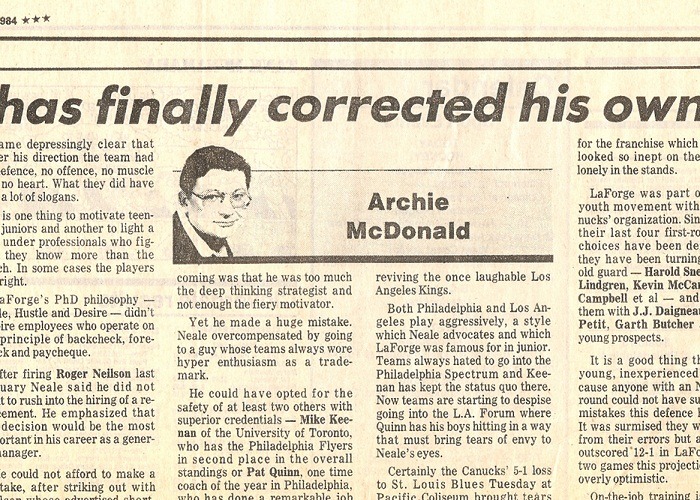 984 ★★★
has finally corrected his own
ame depressingly clear that
er his direction the team had
efence, no offence, no muscle
no heart. What they did have
a lot of slogans.
is one thing to motivate teen-
juniors and another to light a
under professionals who fig-
they know more than the
ch. In some cases the players
right.
aForge's PhD philosophy —
le, Hustle and Desire — didn't
ire employees who operate on
principle of backcheck, fore-
ck and paycheque.
fter firing Roger Neilson last
uary Neale said he did not
t to rush into the hiring of a re-
cement. He emphasized that
decision would be the most
ortant in his career as a gener-
manager.
e could not afford to make a
take, after striking out with
Archie
McDonald
coming was that he was too much
the deep thinking strategist and
not enough the fiery motivator.
Yet he made a huge mistake.
Neale overcompensated by going
to a guy whose teams always wore
hyper enthusiasm as a trade-
mark.
He could have opted for the
safety of at least two others with
superior credentials — Mike Kee-
nan of the University of Toronto,
who has the Philadelphia Flyers
in second place in the overall
standings or Pat Quinn, one time
coach of the year in Philadelphia,
who has done a remarkable job
reviving the once laughable Los
Angeles Kings.
Both Philadelphia and Los An-
geles play aggressively, a style
which Neale advocates and which
LaForge was famous for in junior.
Teams always hated to go into the
Philadelphia Spectrum and Kee-
nan has kept the status quo there.
Now teams are starting to despise
going into the L.A. Forum where
Quinn has his boys hitting in a way
that must bring tears of envy to
Neale's eyes.
Certainly the Canucks' 5-1 loss
to St. Louis Blues Tuesday at
Pacific Coliseum brought tears
for the franchise which
looked so inept on the
lonely in the stands.
LaForge was part o
youth movement with
nucks' organization. Sin
their last four first-ro
choices have been de
they have been turning
old guard — Harold Sne
Lindgren, Kevin McCar
Campbell et al — and
them with J.J. Daignea
Petit, Garth Butcher
young prospects.
It is a good thing th
young, inexperienced
cause anyone with an N
round could not have su
mistakes this defence
It was surmised they w
from their errors but a
outscored 12-1 in LaFo
two games this project
overly optimistic.
On-the-job training